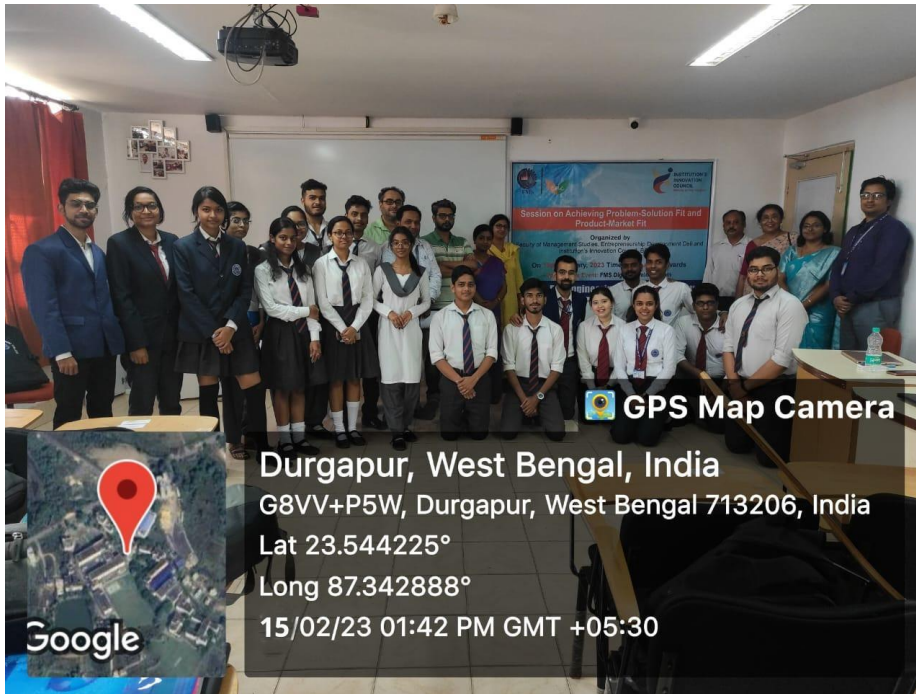 INSTITUTION'S
INNOVATION
COUNCIL
Session on Achieving Problem-Solution Fit and
Product-Market Fit
Organized by
Faculty of Management Studies, Entrepreneurship Development Cell and
Institution's Innovation
2023
GPS Map Camera
Durgapur, West Bengal, India
G8VV+P5W, Durgapur, West Bengal 713206, India
Lat 23.544225°
Long 87.342888°
15/02/23 01:42 PM GMT +05:30
Google